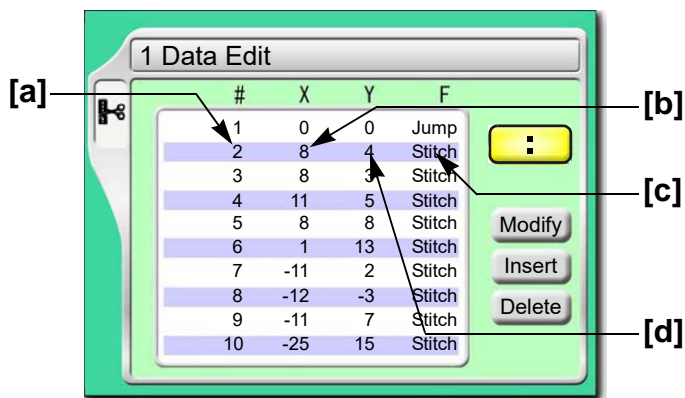 1 Data Edit
[a]
# X Y F
[b]
1 0 0 Jump
2 8 4 Stitch
:
3 8 3 Stitch
[c]
4 11 5 Stitch
5 8 8 Stitch
Modify
6 1 13 Stitch
7 -11 2 Stitch
Insert
8 -12 -3 Stitch
Delete
9 -11 7 Stitch
[d]
10 -25 15 Stitch